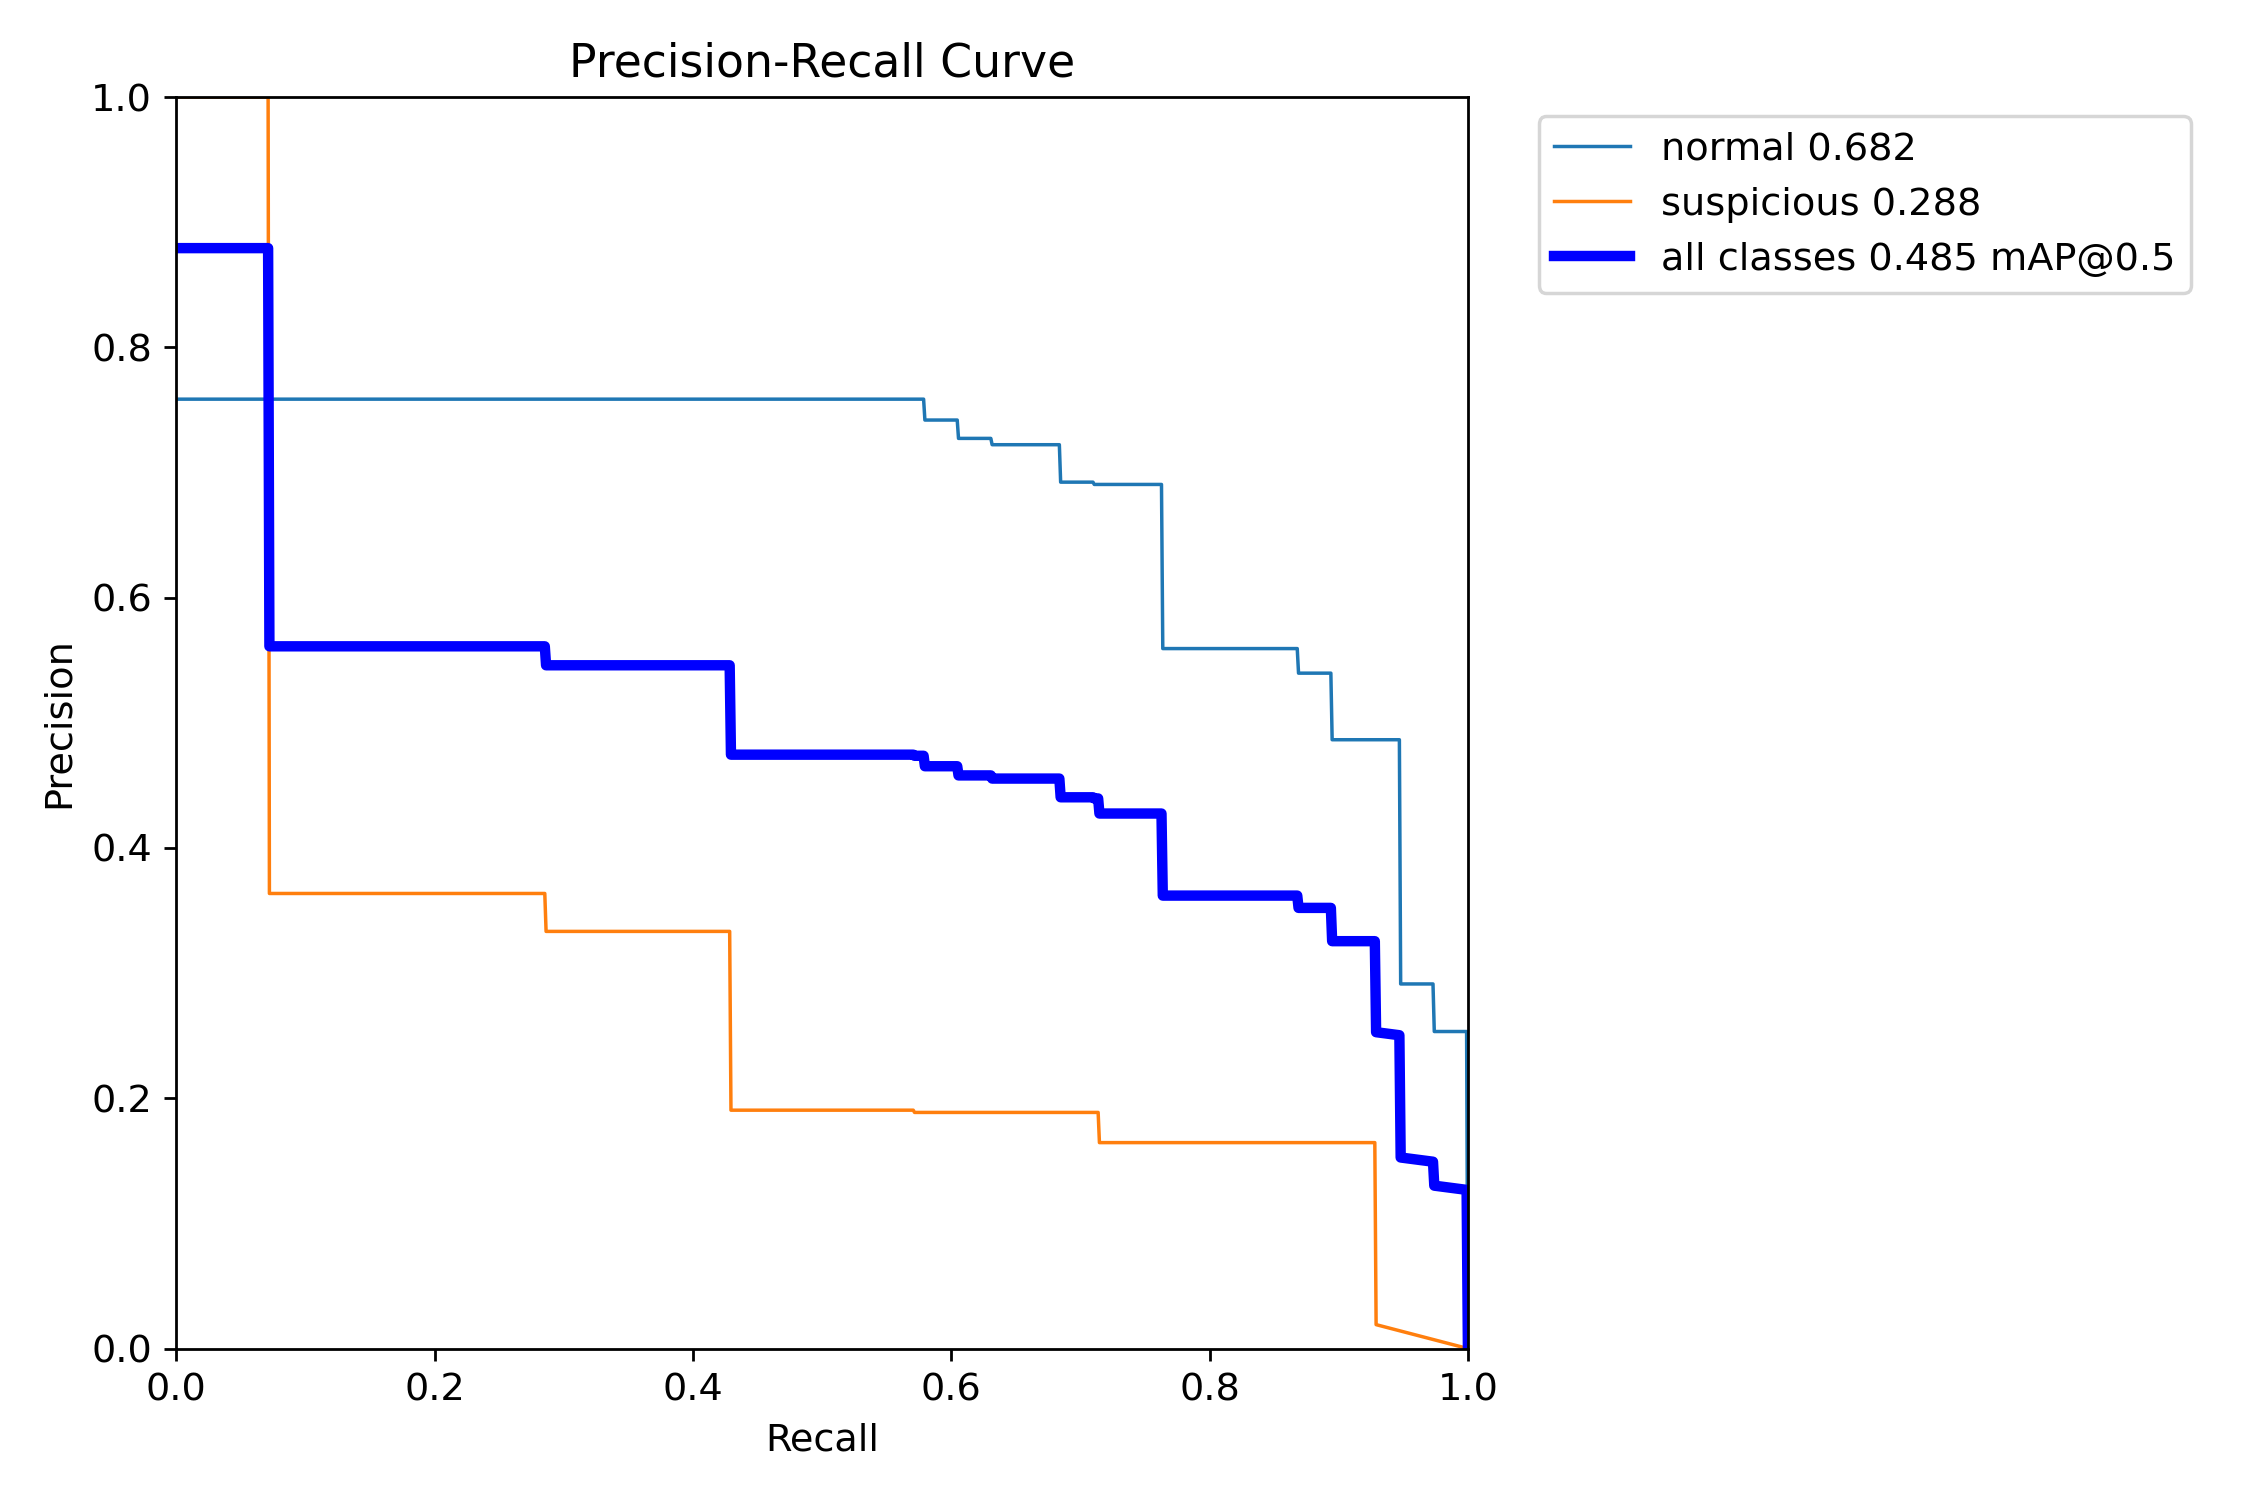 Precision-Recall Curve
1.0
0.8
0.6
0.4
0.2
0.0
Precision
0.0 0.2 0.4 0.6 0.8 1.0
Recall
normal 0.682
suspicious 0.288
all classes 0.485 mAP@0.5